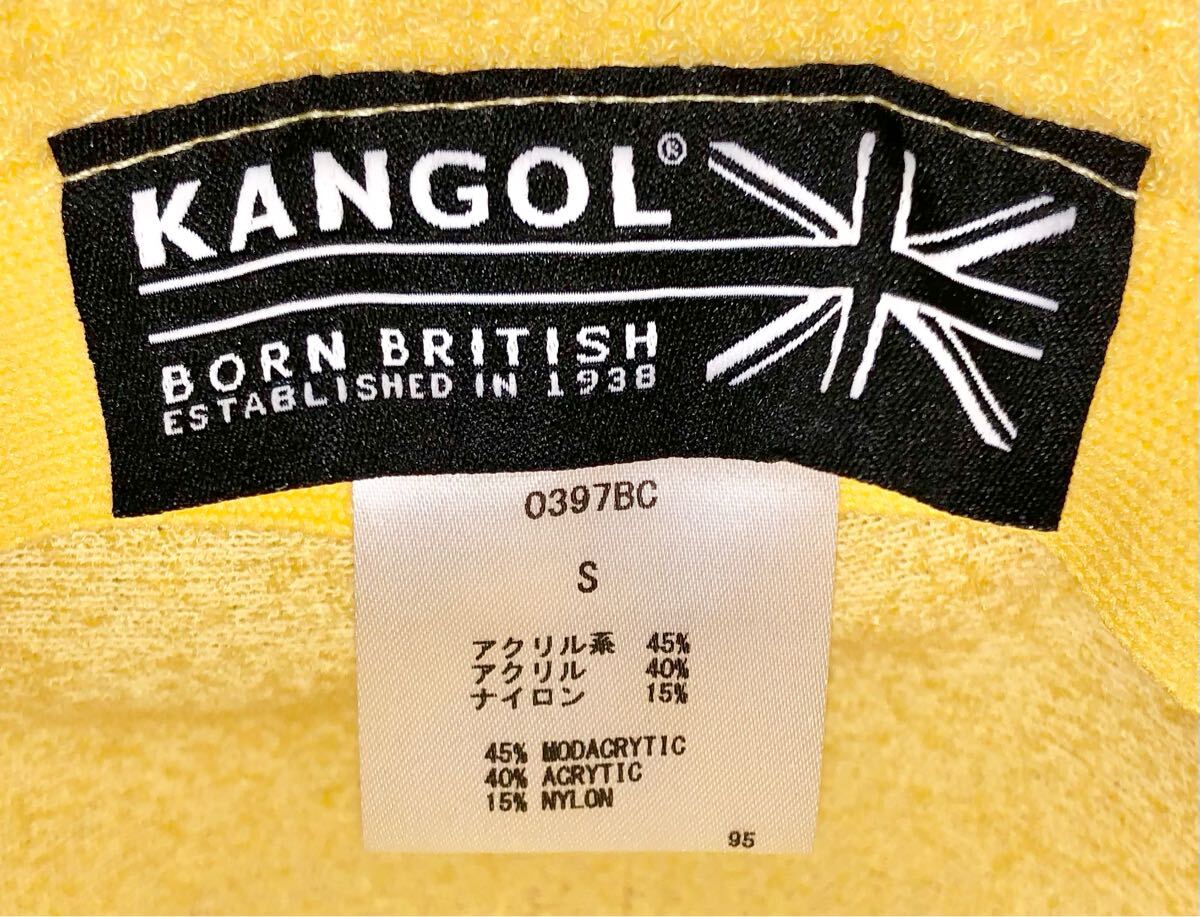 KANGOL®
BORN BRITISH
ESTABLISHED IN 1938
0397BC
S
アクリル系 45%
アクリル 40%
ナイロン 15%
45% MODACRYTIC
40% ACRYTIC
15% NYLON
95